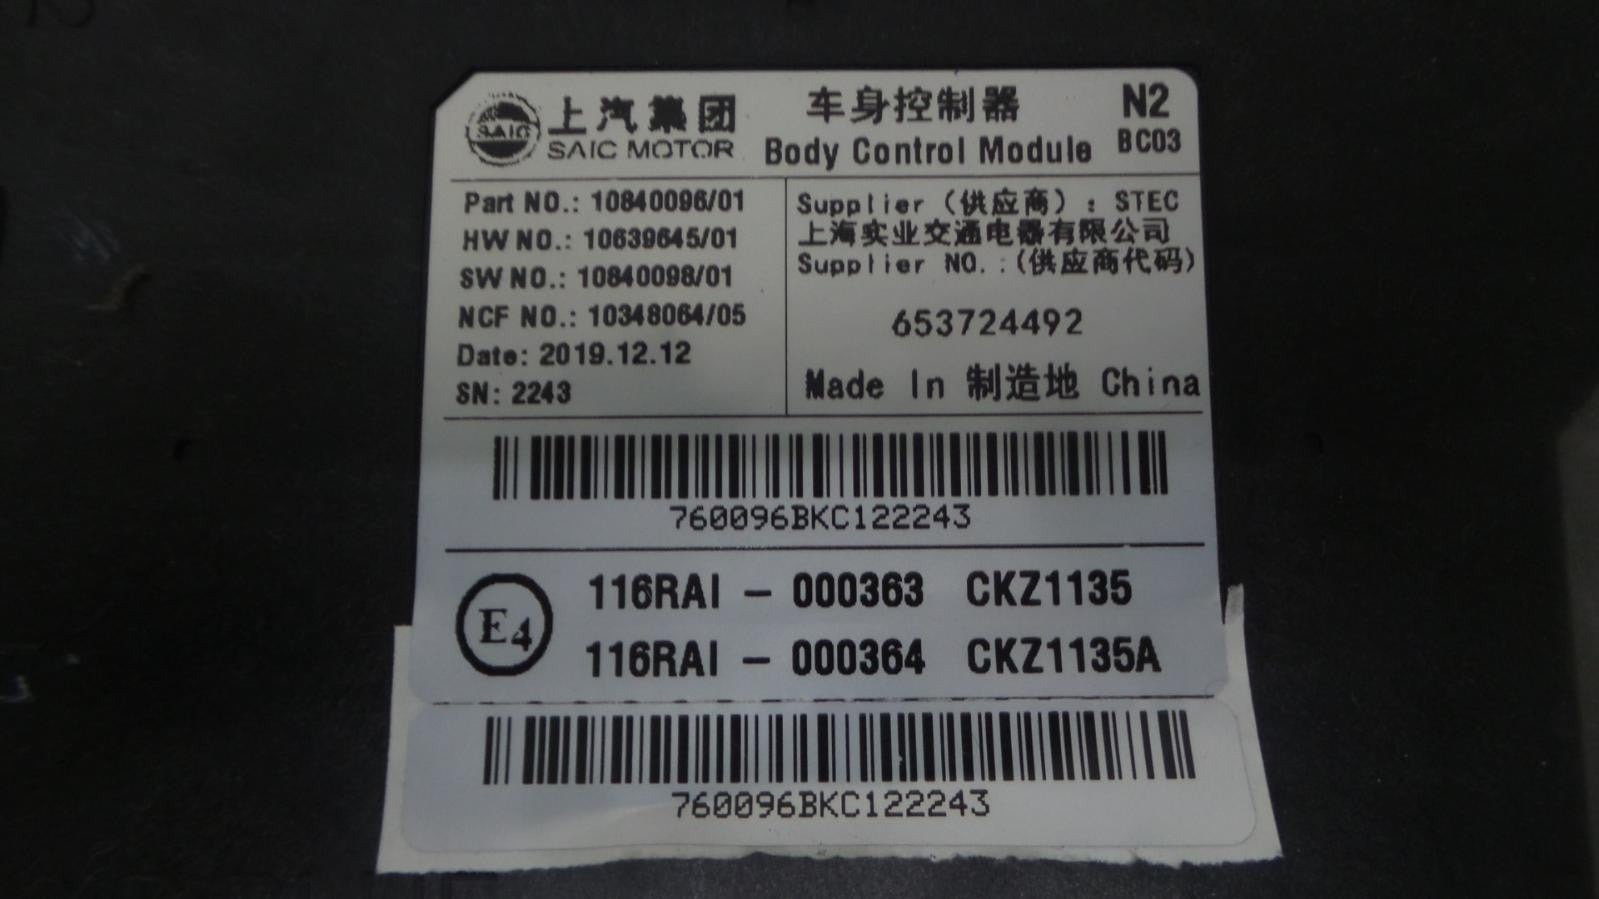 SAIC 上汽集团
SAIC MOTOR
车身控制器
Body Control Module
N2
BC03
Part NO.: 10840096/01
HW NO.: 10639645/01
SW NO.: 10840098/01
NCF NO.: 10348064/05
Date: 2019.12.12
SN: 2243
Supplier (供应商) : STEC
上海实业交通电器有限公司
Supplier NO. :(供应商代码)
653724492
Made In 制造地 China
760096BKC122243
E4
116RAI - 000363 CKZ1135
116RAI - 000364 CKZ1135A
760096BKC122243